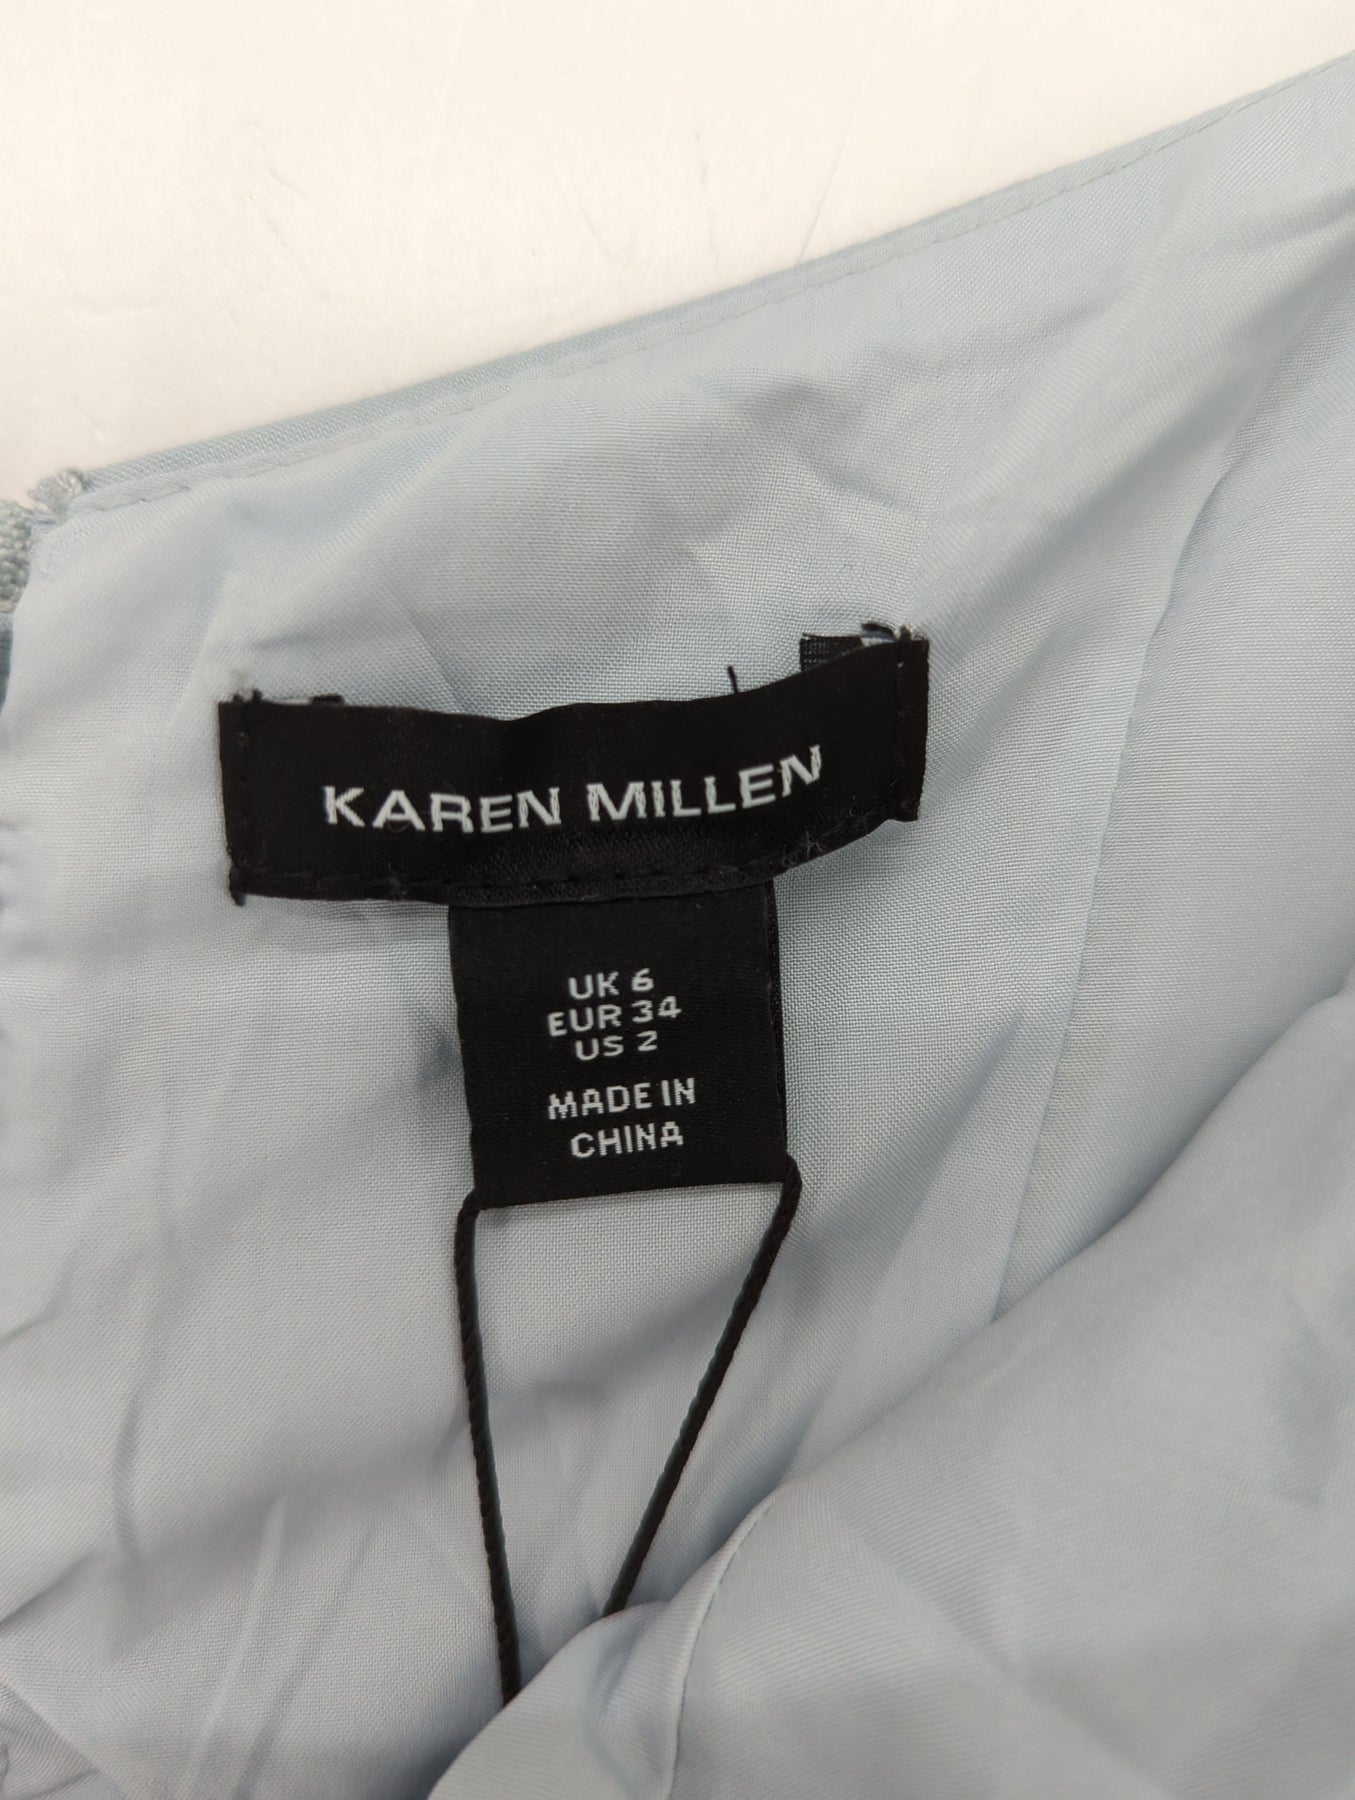 KAREN MILLEN
UK 6
EUR 34
US 2
MADE IN
CHINA